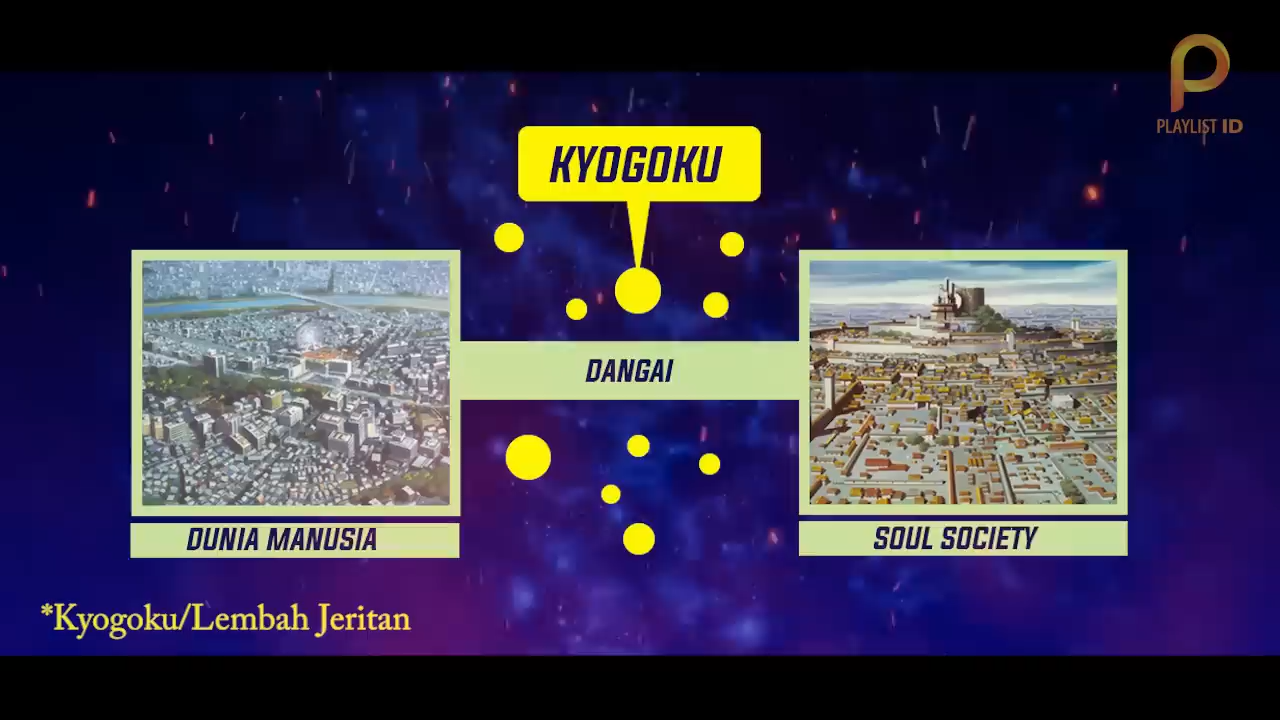 PLAYLIST ID
KYOGOKU
DANGAI
DUNIA MANUSIA
SOUL SOCIETY
*Kyogoku/Lembah Jeritan